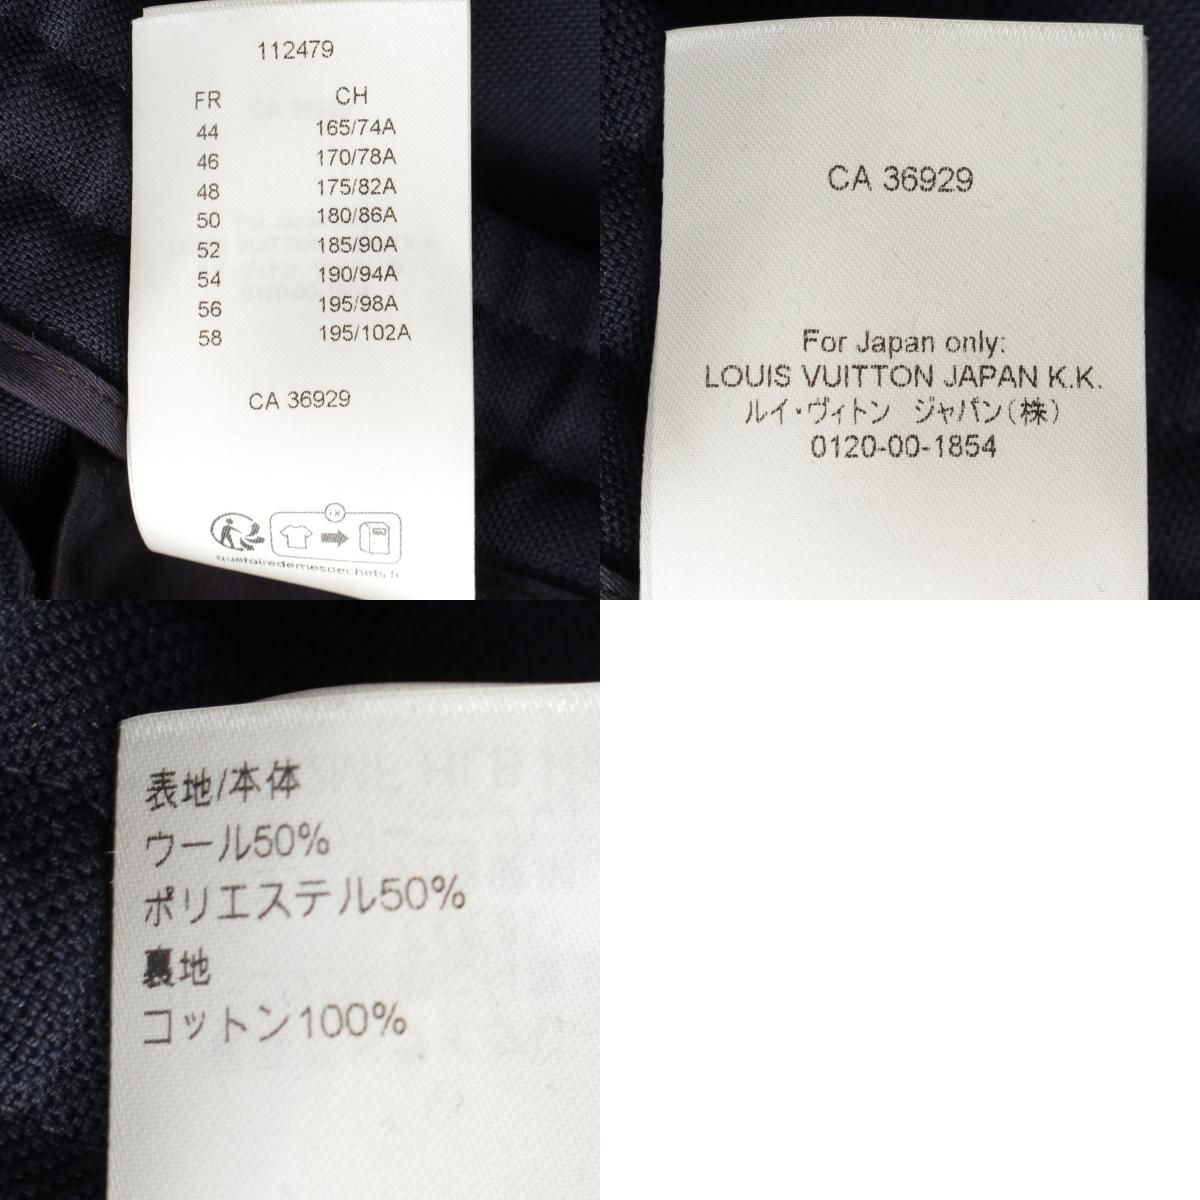 112479
FR CH
44 165/74A
46 170/78A
48 175/82A
50 180/86A
52 185/90A
54 190/94A
56 195/98A
58 195/102A
CA 36929
FR
quefairedemesdechets.fr
CA 36929
For Japan only:
LOUIS VUITTON JAPAN K.K.
ルイ・ヴィトン ジャパン(株)
0120-00-1854
表地/本体
ウール50%
ポリエステル50%
裏地
コットン100%